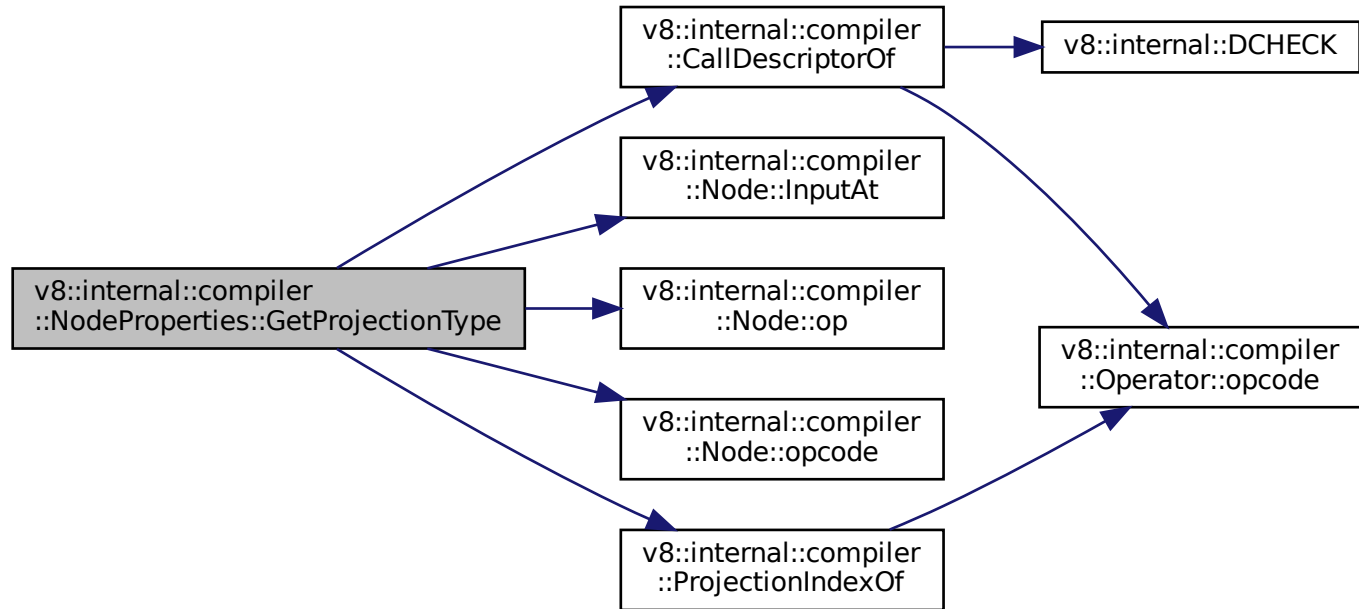 v8::internal::compiler
::NodeProperties::GetProjectionType
v8::internal::compiler
::CallDescriptorOf
v8::internal::compiler
::Node::InputAt
v8::internal::compiler
::Node::op
v8::internal::compiler
::Node::opcode
v8::internal::compiler
::ProjectionIndexOf
v8::internal::DCHECK
v8::internal::compiler
::Operator::opcode